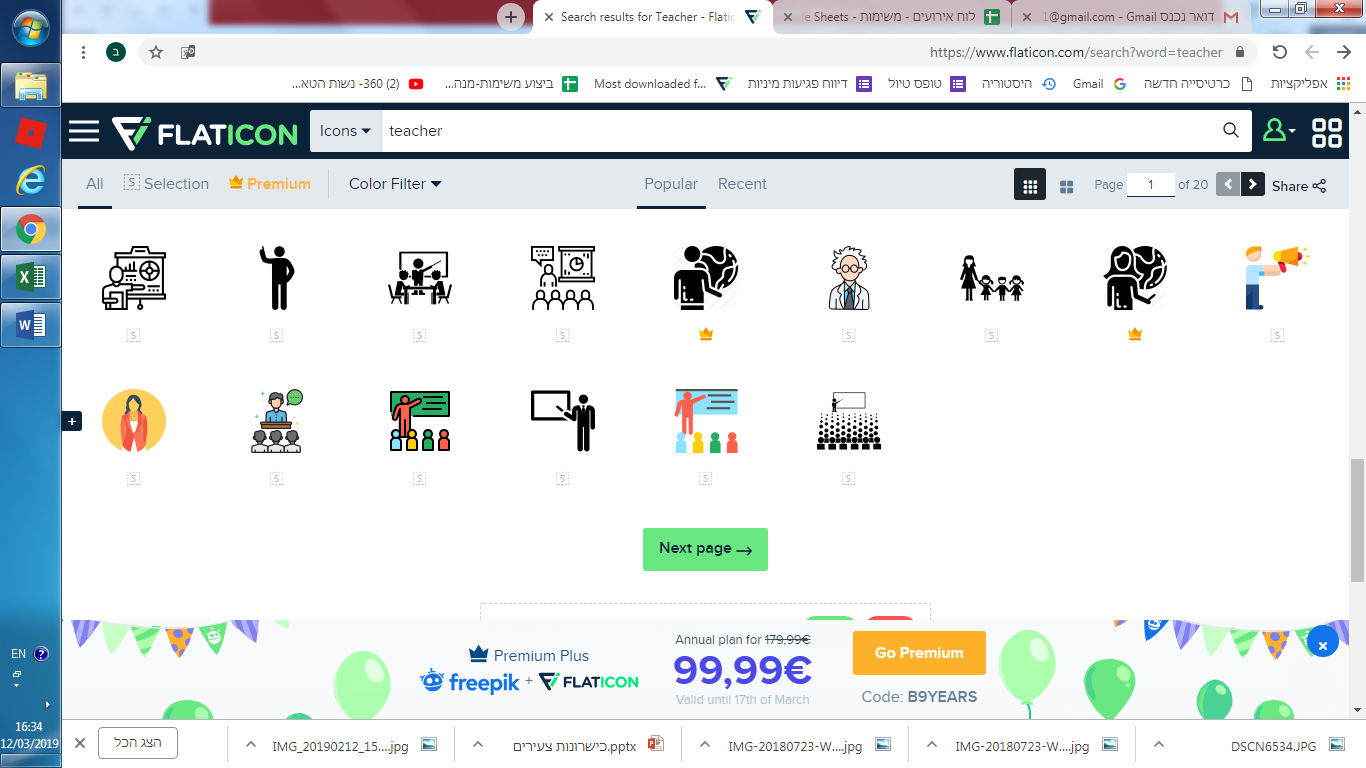 Search results for Teacher - Flatic
לוח אירועים - משימות - le Sheets
דואר נכנס - 1@gmail.com - Gmail
ב
https://www.flaticon.com/search?word=teacher
אפליקציות
כרטיסייה חדשה
Gmail
היסטוריה
טופס טיול
דיווח פגיעות מיניות
Most downloaded f...
ביצוע משימות-מנה...
(2) 360- נשות הטא...
FLATICON
Icons
teacher
All
S Selection
Premium
Color Filter
Popular
Recent
Page 1 of 20
Share
S
S
S
S
S
S
S
S
S
S
S
S
S
Next page
Premium Plus
freepik + FLATICON
Annual plan for 179,99€
99,99€
Valid until 17th of March
Go Premium
Code: B9YEARS
EN
16:34
12/03/2019
הצג הכל
IMG_20190212_15....jpg
כישרונות צעירים.pptx
IMG-20180723-W....jpg
IMG-20180723-W....jpg
DSCN6534.JPG